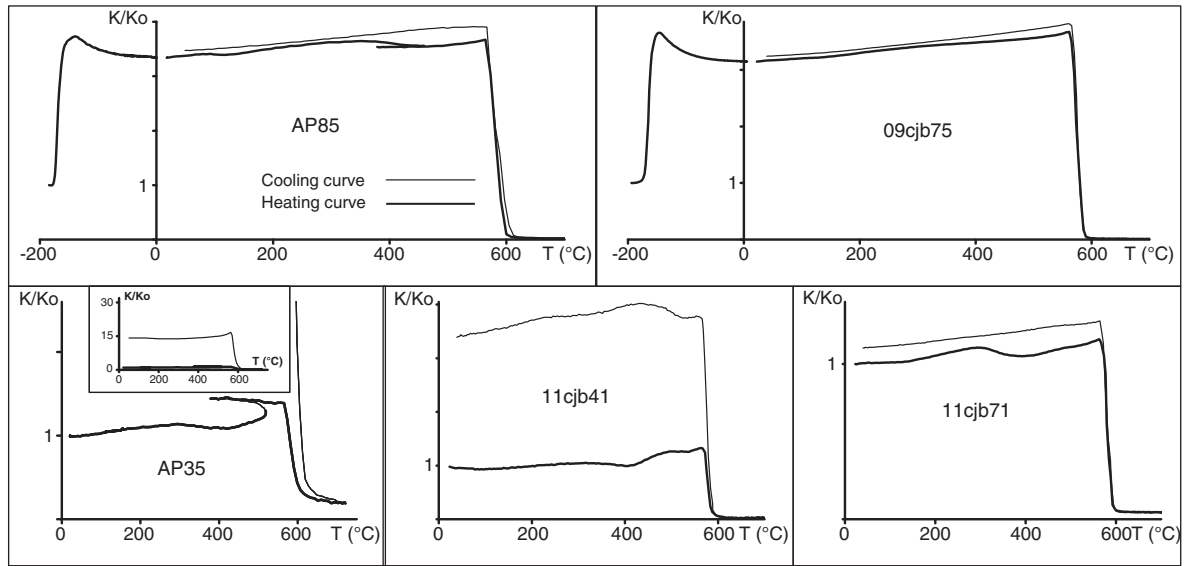 K/Ko
1
AP85
Cooling curve
Heating curve
-200 0 200 400 600 T (°C)
K/Ko
1
09cjb75
-200 0 200 400 600 T (°C)
K/Ko
1
AP35
0 200 400 600 T (°C)
K/Ko
30
15
0
T (°C)
0 200 400 600
K/Ko
1
11cjb41
0 200 400 600 T (°C)
K/Ko
1
11cjb71
0 200 400 600T (°C)